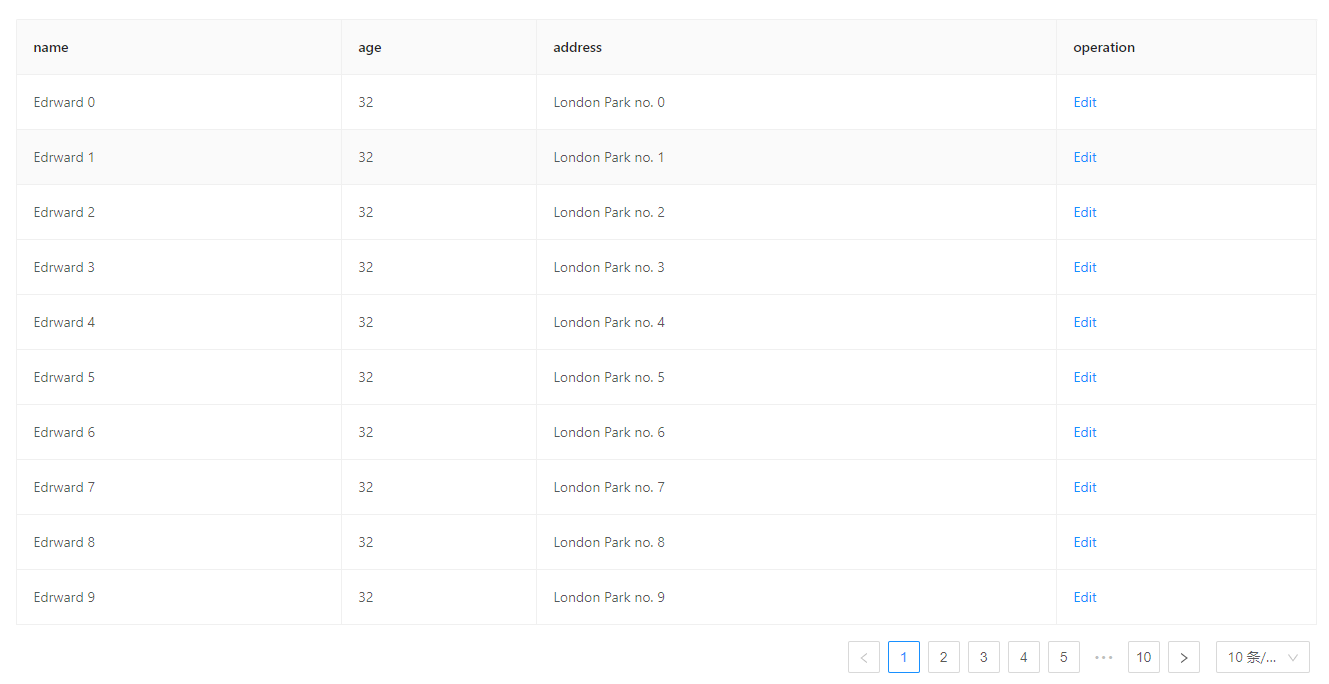 name age address operation
Edrward 0 32 London Park no. 0 Edit
Edrward 1 32 London Park no. 1 Edit
Edrward 2 32 London Park no. 2 Edit
Edrward 3 32 London Park no. 3 Edit
Edrward 4 32 London Park no. 4 Edit
Edrward 5 32 London Park no. 5 Edit
Edrward 6 32 London Park no. 6 Edit
Edrward 7 32 London Park no. 7 Edit
Edrward 8 32 London Park no. 8 Edit
Edrward 9 32 London Park no. 9 Edit
< 1 2 3 4 5 ••• 10 > 10 条/...